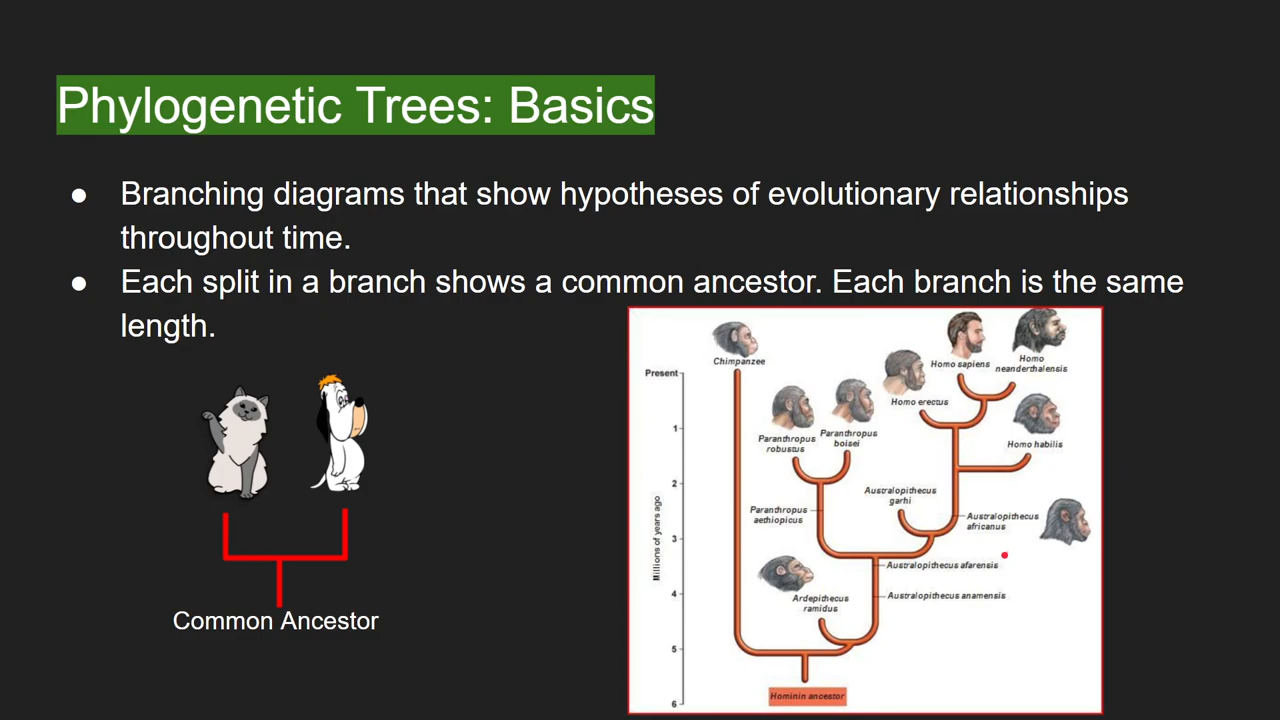 Phylogenetic Trees: Basics
● Branching diagrams that show hypotheses of evolutionary relationships
throughout time.
● Each split in a branch shows a common ancestor. Each branch is the same
length.
Common Ancestor
Chimpanzee
Homo sapiens
Homo
neanderthalensis
Present
Homo erectus
1
Paranthropus
robustus
Paranthropus
boisei
Homo habilis
2
Australopithecus
garhi
Paranthropus
aethiopicus
Australopithecus
africanus
3
Millions of years ago
Australopithecus afarensis
4
Ardepithecus
ramidus
Australopithecus anamensis
5
Hominin ancestor
6